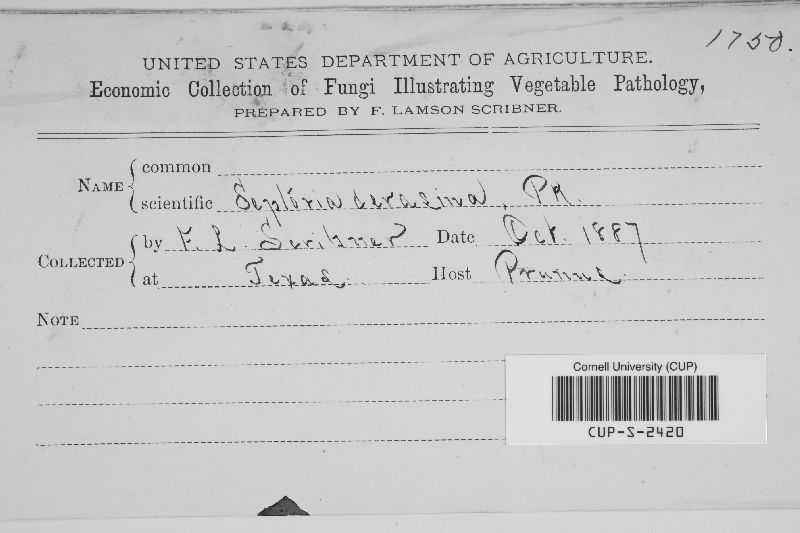 1750.
UNITED STATES DEPARTMENT OF AGRICULTURE.
Economic Collection of Fungi Illustrating Vegetable Pathology,
PREPARED BY F. LAMSON SCRIBNER.
NAME { common
scientific Septoria cerasina, Pk.
COLLECTED { by F. L. Scribner Date Oct. 1887
at Texas. Host Prunus.
NOTE
Cornell University (CUP)
CUP-S-2420